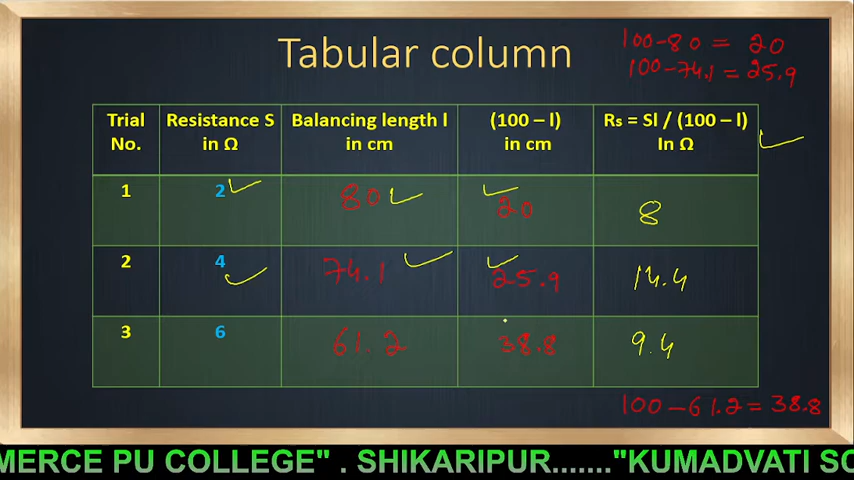 Tabular column
100-80 = 20
100-74.1 = 25.9
Trial No. Resistance S in Ω Balancing length l in cm (100 – l) in cm Rs = Sl / (100 – l) In Ω
1 2 80 20 8
2 4 74.1 25.9 14.4
3 6 61.2 38.8 9.4
100-61.2 = 38.8
MERCE PU COLLEGE" . SHIKARIPUR......."KUMADVATI SC